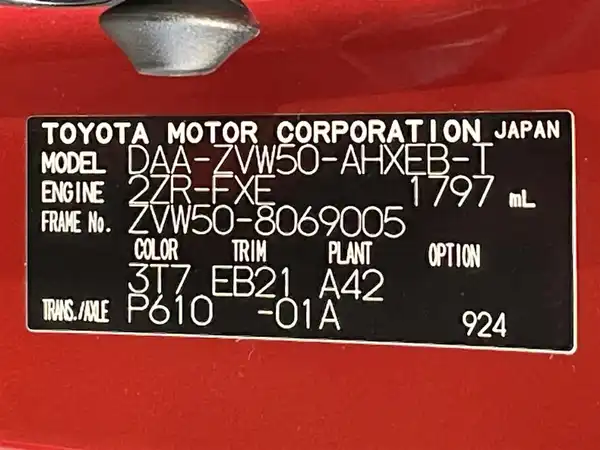 TOYOTA MOTOR CORPORATION JAPAN
MODEL DAA-ZVW50-AHXEB-T
ENGINE 2ZR-FXE 1797 mL
FRAME No. ZVW50-8069005
COLOR TRIM PLANT OPTION
3T7 EB21 A42
TRANS./AXLE P610 -01A 924